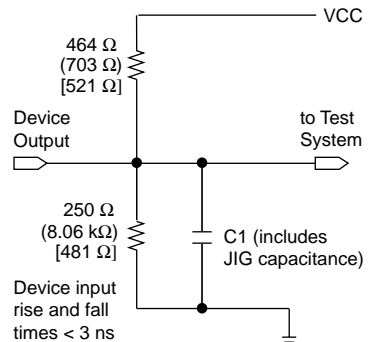 VCC
464 Ω
(703 Ω)
[521 Ω]
Device
Output
to Test
System
250 Ω
(8.06 kΩ)
[481 Ω]
C1 (includes
JIG capacitance)
Device input
rise and fall
times < 3 ns